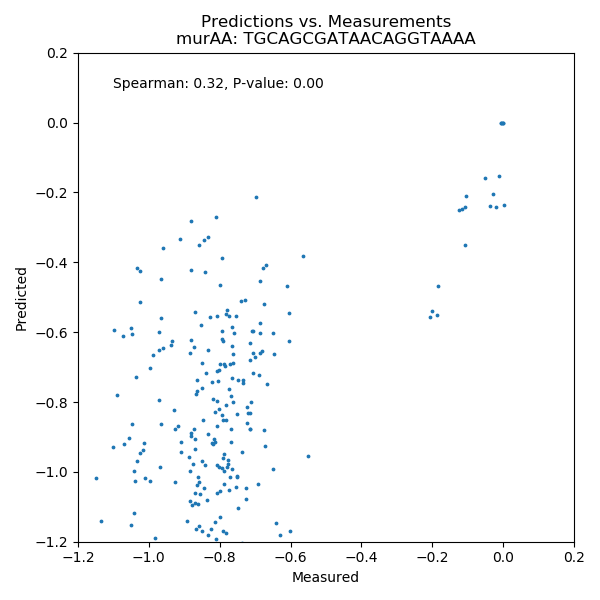 Predictions vs. Measurements
murAA: TGCAGCGATAACAGGTAAAA
Spearman: 0.32, P-value: 0.00
0.2
0.0
−0.2
−0.4
−0.6
−0.8
−1.0
−1.2
Predicted
−1.2 −1.0 −0.8 −0.6 −0.4 −0.2 0.0 0.2
Measured